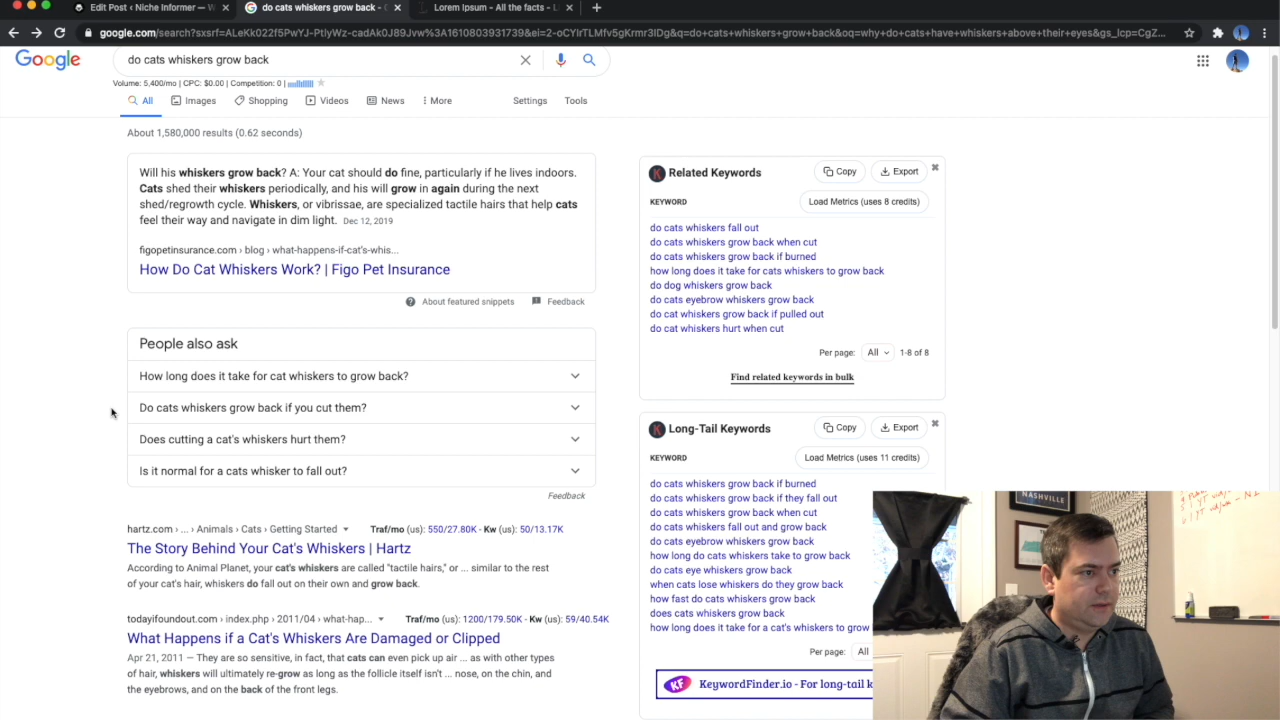 Edit Post ‹ Niche Informer — W
do cats whiskers grow back - G
Lorem Ipsum - All the facts - L
google.com/search?sxsrf=ALeKk022f5PwYJ-PtlyWz-cadAk0J89Jvw%3A1610803931739&ei=2-oCYIrTLMfv5gKrmr3IDg&q=do+cats+whiskers+grow+back&oq=why+do+cats+have+whiskers+above+their+eyes&gs_lcp=CgZ...
Google
do cats whiskers grow back
Volume: 5,400/mo | CPC: $0.00 | Competition: 0 |
All Images Shopping Videos News More Settings Tools
About 1,580,000 results (0.62 seconds)
Will his whiskers grow back? A: Your cat should do fine, particularly if he lives indoors.
Cats shed their whiskers periodically, and his will grow in again during the next
shed/regrowth cycle. Whiskers, or vibrissae, are specialized tactile hairs that help cats
feel their way and navigate in dim light. Dec 12, 2019
figopetinsurance.com › blog › what-happens-if-cat's-whis...
How Do Cat Whiskers Work? | Figo Pet Insurance
About featured snippets Feedback
People also ask
How long does it take for cat whiskers to grow back?
Do cats whiskers grow back if you cut them?
Does cutting a cat's whiskers hurt them?
Is it normal for a cats whisker to fall out?
Feedback
hartz.com › ... › Animals › Cats › Getting Started Traf/mo (us): 550/27.80K - Kw (us): 50/13.17K
The Story Behind Your Cat's Whiskers | Hartz
According to Animal Planet, your cat's whiskers are called "tactile hairs," or ... similar to the rest
of your cat's hair, whiskers do fall out on their own and grow back.
todayifoundout.com › index.php › 2011/04 › what-hap... Traf/mo (us): 1200/179.50K - Kw (us): 59/40.54K
What Happens if a Cat's Whiskers Are Damaged or Clipped
Apr 21, 2011 — They are so sensitive, in fact, that cats can even pick up air ... as with other types
of hair, whiskers will ultimately re-grow as long as the follicle itself isn't ... nose, on the chin, and
the eyebrows, and on the back of the front legs.
Related Keywords Copy Export
KEYWORD Load Metrics (uses 8 credits)
do cats whiskers fall out
do cats whiskers grow back when cut
do cats whiskers grow back if burned
how long does it take for cats whiskers to grow back
do dog whiskers grow back
do cats eyebrow whiskers grow back
do cat whiskers grow back if pulled out
do cat whiskers hurt when cut
Per page: All 1-8 of 8
Find related keywords in bulk
Long-Tail Keywords Copy Export
KEYWORD Load Metrics (uses 11 credits)
do cats whiskers grow back if burned
do cats whiskers grow back if they fall out
do cats whiskers grow back when cut
do cats whiskers fall out and grow back
do cats eyebrow whiskers grow back
how long do cats whiskers take to grow back
do cats eye whiskers grow back
when cats lose whiskers do they grow back
how fast do cats whiskers grow back
does cats whiskers grow back
how long does it take for a cat's whiskers to grow
Per page: All
KF KeywordFinder.io - For long-tail k
NASHVILLE